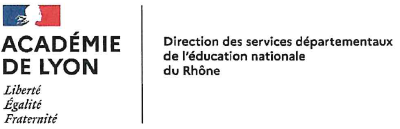 ACADÉMIE
DE LYON
Liberté
Égalité
Fraternité
Direction des services départementaux
de l'éducation nationale
du Rhône